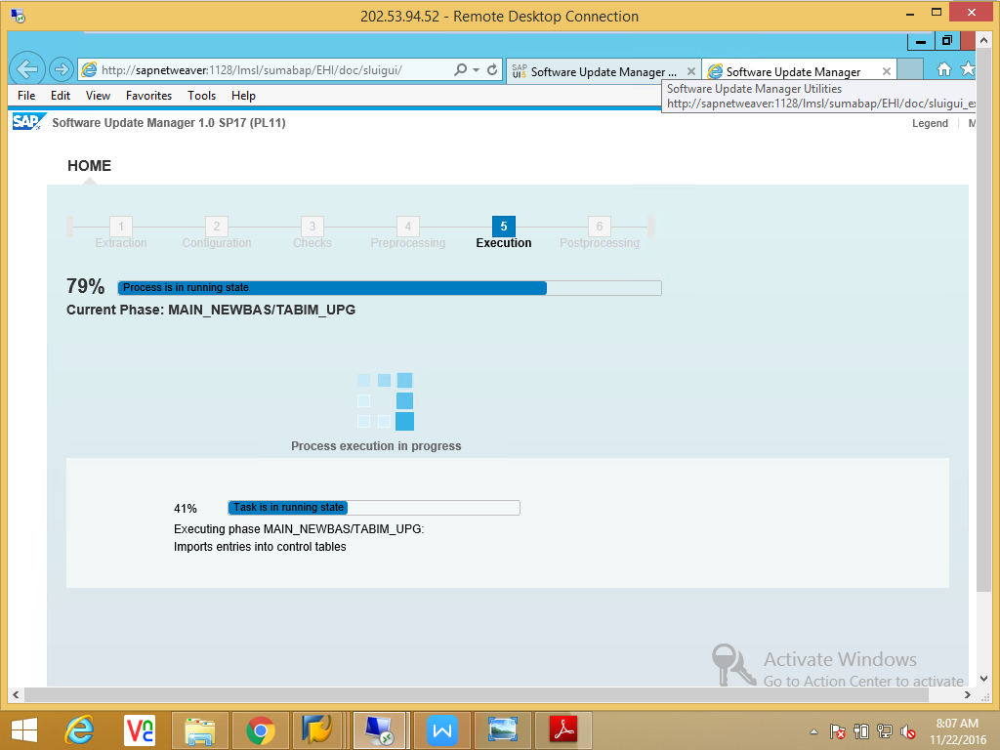 202.53.94.52 - Remote Desktop Connection
http://sapnetweaver:1128/lmsl/sumabap/EHI/doc/sluigui/
SAP UI5 Software Update Manager ...
Software Update Manager
File Edit View Favorites Tools Help
Software Update Manager Utilities
http://sapnetweaver:1128/lmsl/sumabap/EHI/doc/sluigui_ex
SAP Software Update Manager 1.0 SP17 (PL11)
Legend M
HOME
1 2 3 4 5 6
Extraction Configuration Checks Preprocessing Execution Postprocessing
79% Process is in running state
Current Phase: MAIN_NEWBAS/TABIM_UPG
Process execution in progress
41% Task is in running state
Executing phase MAIN_NEWBAS/TABIM_UPG:
Imports entries into control tables
Activate Windows
Go to Action Center to activate
VNC
W
8:07 AM
11/22/2016